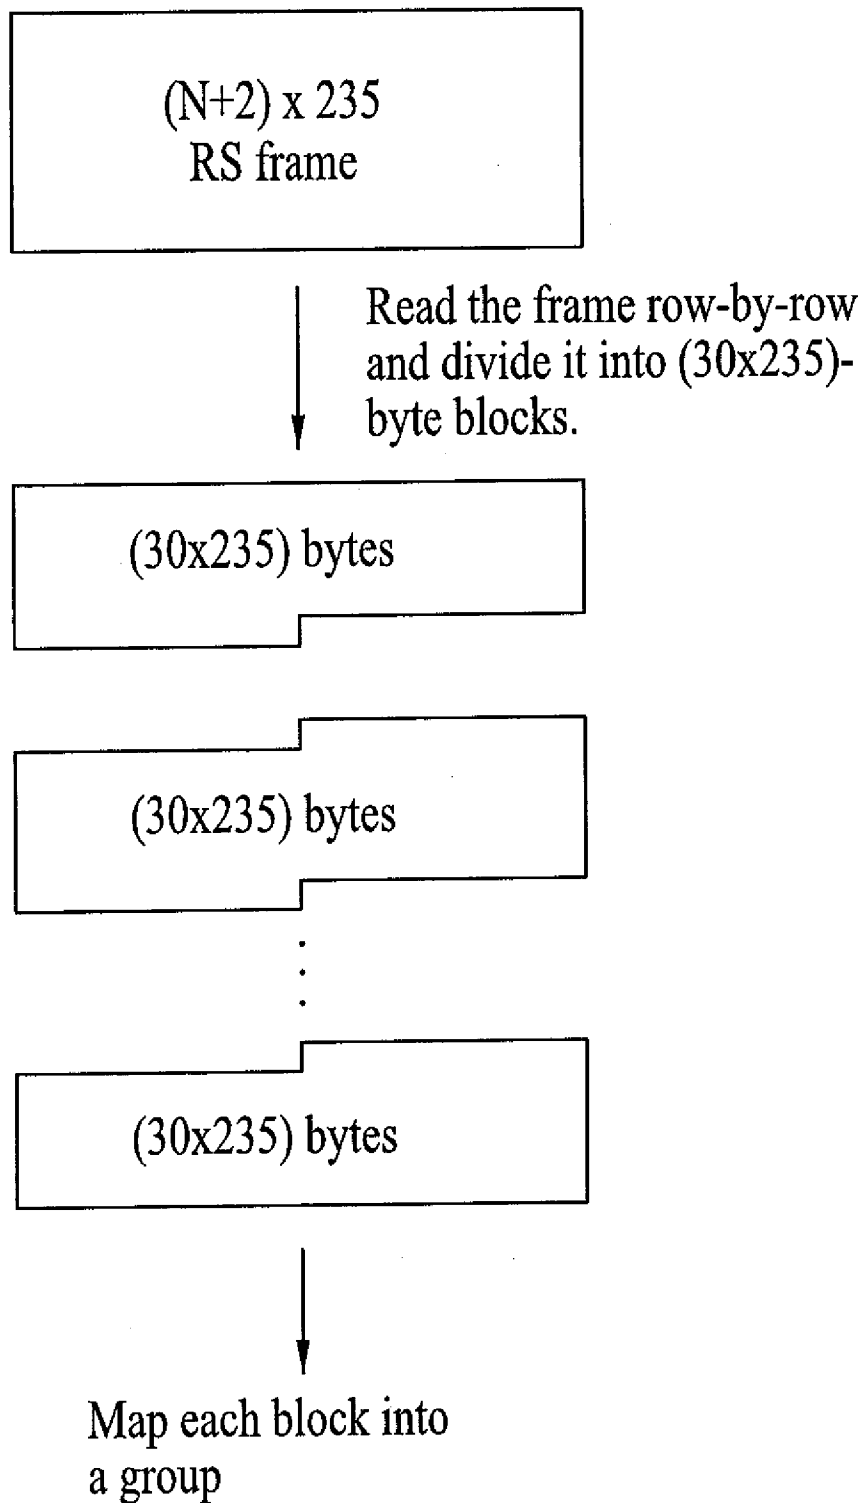 (N+2) x 235
RS frame
Read the frame row-by-row
and divide it into (30x235)-
byte blocks.
(30x235) bytes
(30x235) bytes
(30x235) bytes
Map each block into
a group